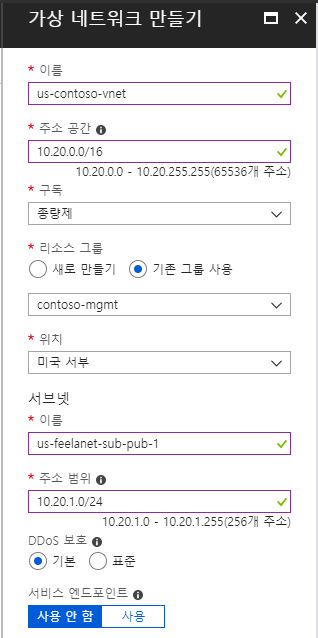 가상 네트워크 만들기
* 이름
us-contoso-vnet
* 주소 공간
10.20.0.0/16
10.20.0.0 - 10.20.255.255(65536개 주소)
* 구독
종량제
* 리소스 그룹
새로 만들기 기존 그룹 사용
contoso-mgmt
* 위치
미국 서부
서브넷
* 이름
us-feelanet-sub-pub-1
* 주소 범위
10.20.1.0/24
10.20.1.0 - 10.20.1.255(256개 주소)
DDoS 보호
기본 표준
서비스 엔드포인트
사용 안 함 사용